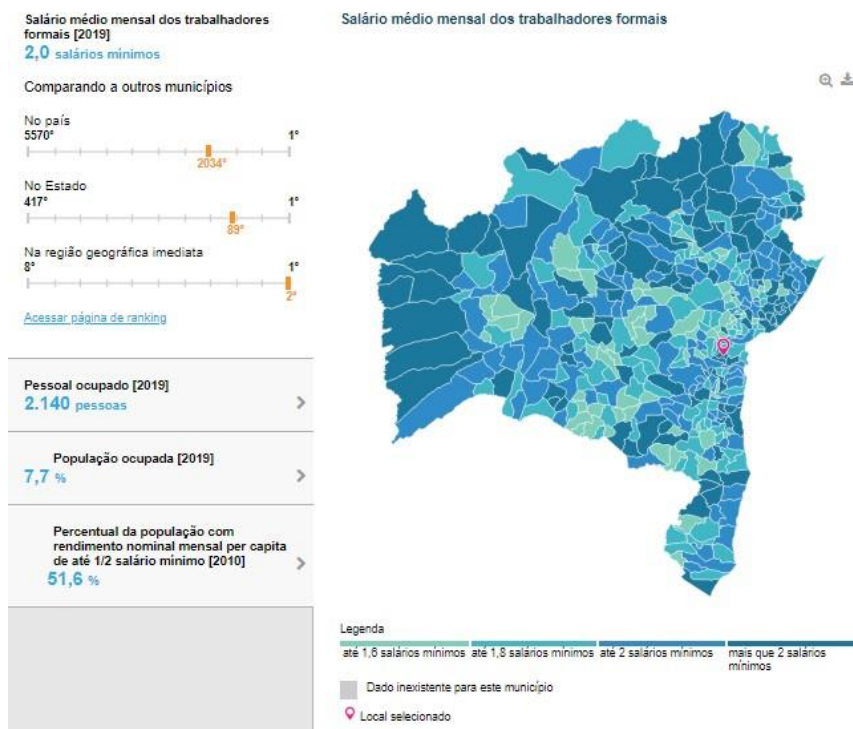 Salário médio mensal dos trabalhadores
formais [2019]
2,0 salários mínimos
Comparando a outros municípios
No país
5570° 1°
2034°
No Estado
417° 1°
89°
Na região geográfica imediata
8° 1°
2°
Acessar página de ranking
Pessoal ocupado [2019]
2.140 pessoas
População ocupada [2019]
7,7 %
Percentual da população com
rendimento nominal mensal per capita
de até 1/2 salário mínimo [2010]
51,6 %
Salário médio mensal dos trabalhadores formais
Legenda
até 1,6 salários mínimos até 1,8 salários mínimos até 2 salários mínimos mais que 2 salários
mínimos
Dado inexistente para este município
Local selecionado